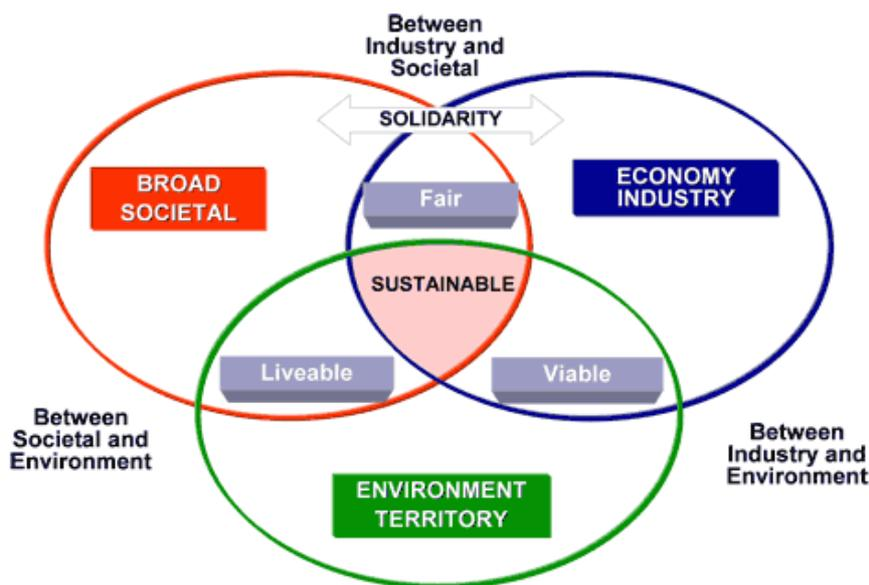 Between
Industry and
Societal
SOLIDARITY
BROAD
SOCIETAL
ECONOMY
INDUSTRY
Fair
SUSTAINABLE
Liveable
Viable
Between
Societal and
Environment
Between
Industry and
Environment
ENVIRONMENT
TERRITORY